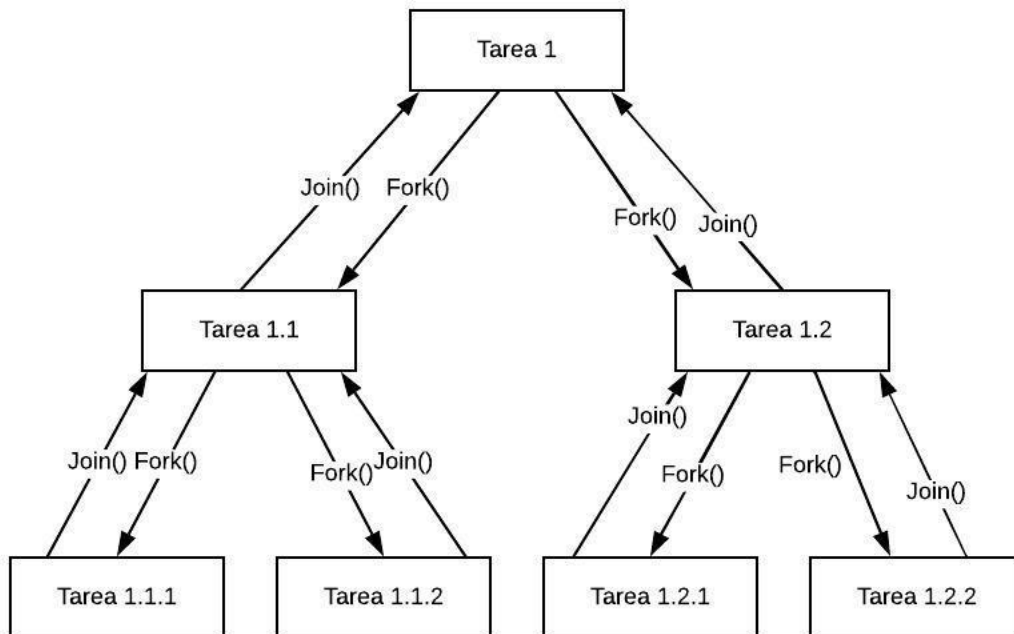 Tarea 1
Join() Fork()
Fork() Join()
Tarea 1.1
Tarea 1.2
Join() Fork()
Fork() Join()
Join()
Fork()
Fork()
Join()
Tarea 1.1.1
Tarea 1.1.2
Tarea 1.2.1
Tarea 1.2.2